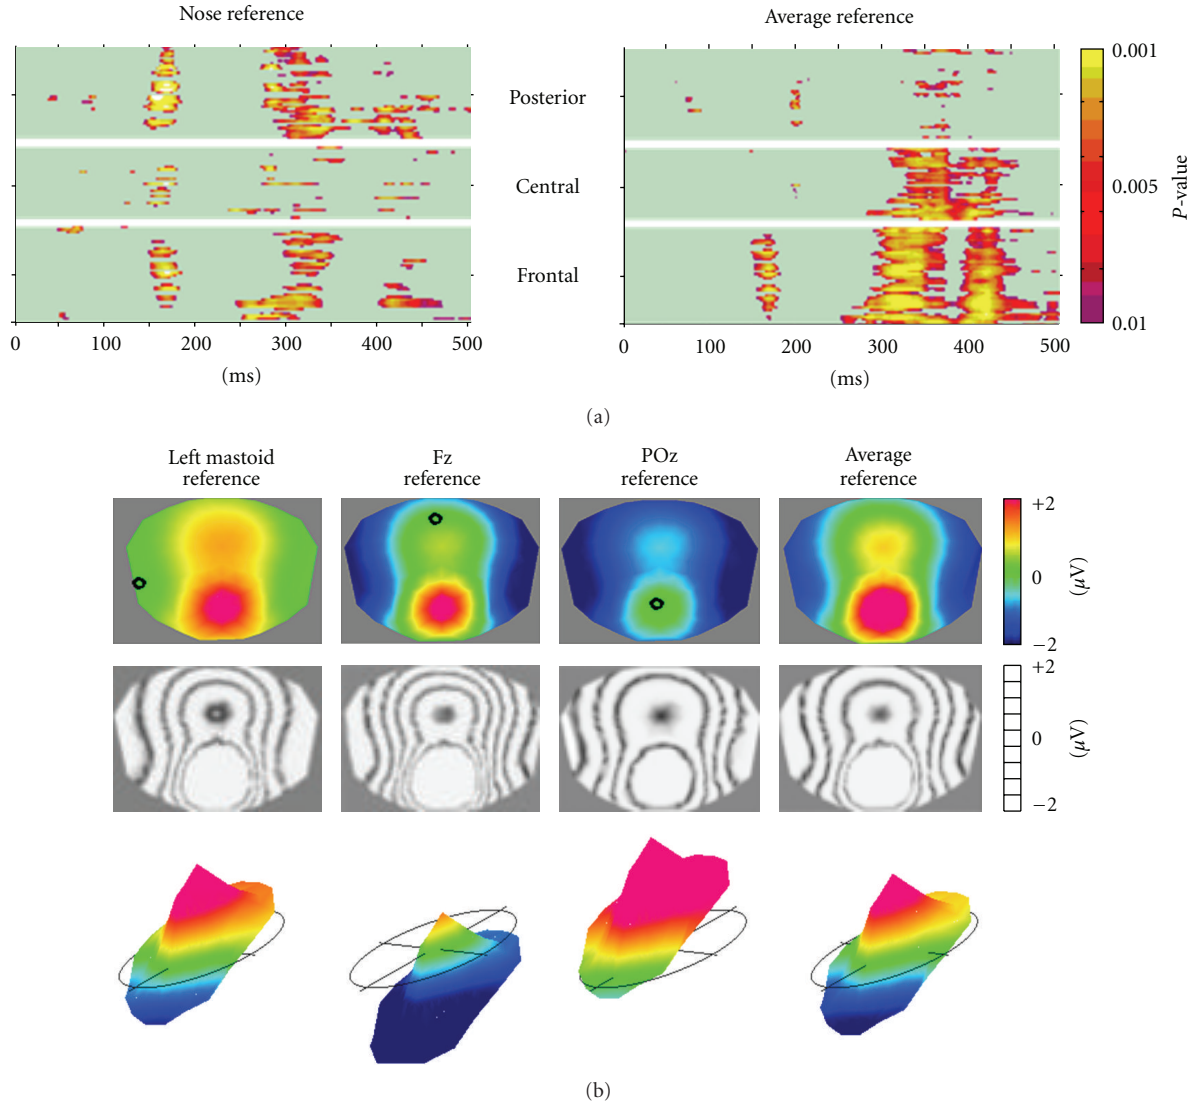 Nose reference
Average reference
Posterior
Central
Frontal
0 100 200 300 400 500
(ms)
0 100 200 300 400 500
(ms)
0.001
0.005
0.01
P-value
(a)
Left mastoid
reference
Fz
reference
POz
reference
Average
reference
+2
0
−2
(µV)
+2
0
−2
(µV)
(b)